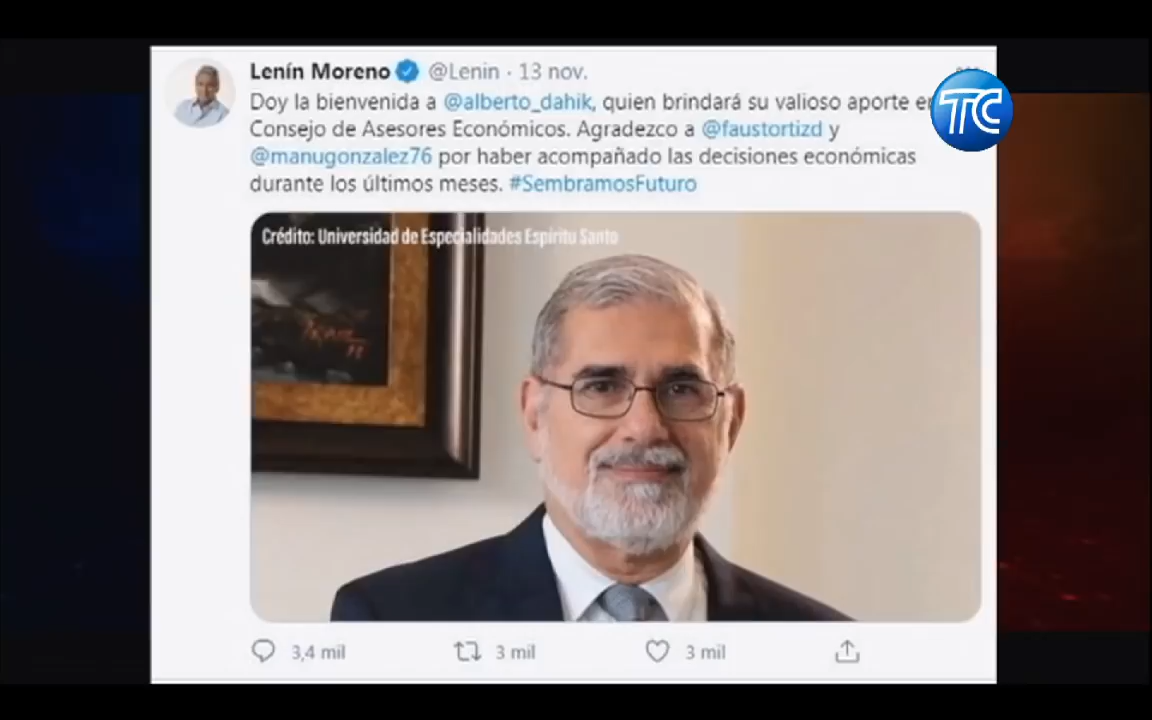 Lenín Moreno @Lenin · 13 nov.
TC
Doy la bienvenida a @alberto_dahik, quien brindará su valioso aporte
Consejo de Asesores Económicos. Agradezco a @faustortizd y
@manugonzalez76 por haber acompañado las decisiones económicas
durante los últimos meses. #SembramosFuturo
Crédito: Universidad de Especialidades Espíritu Santo
3,4 mil 3 mil 3 mil